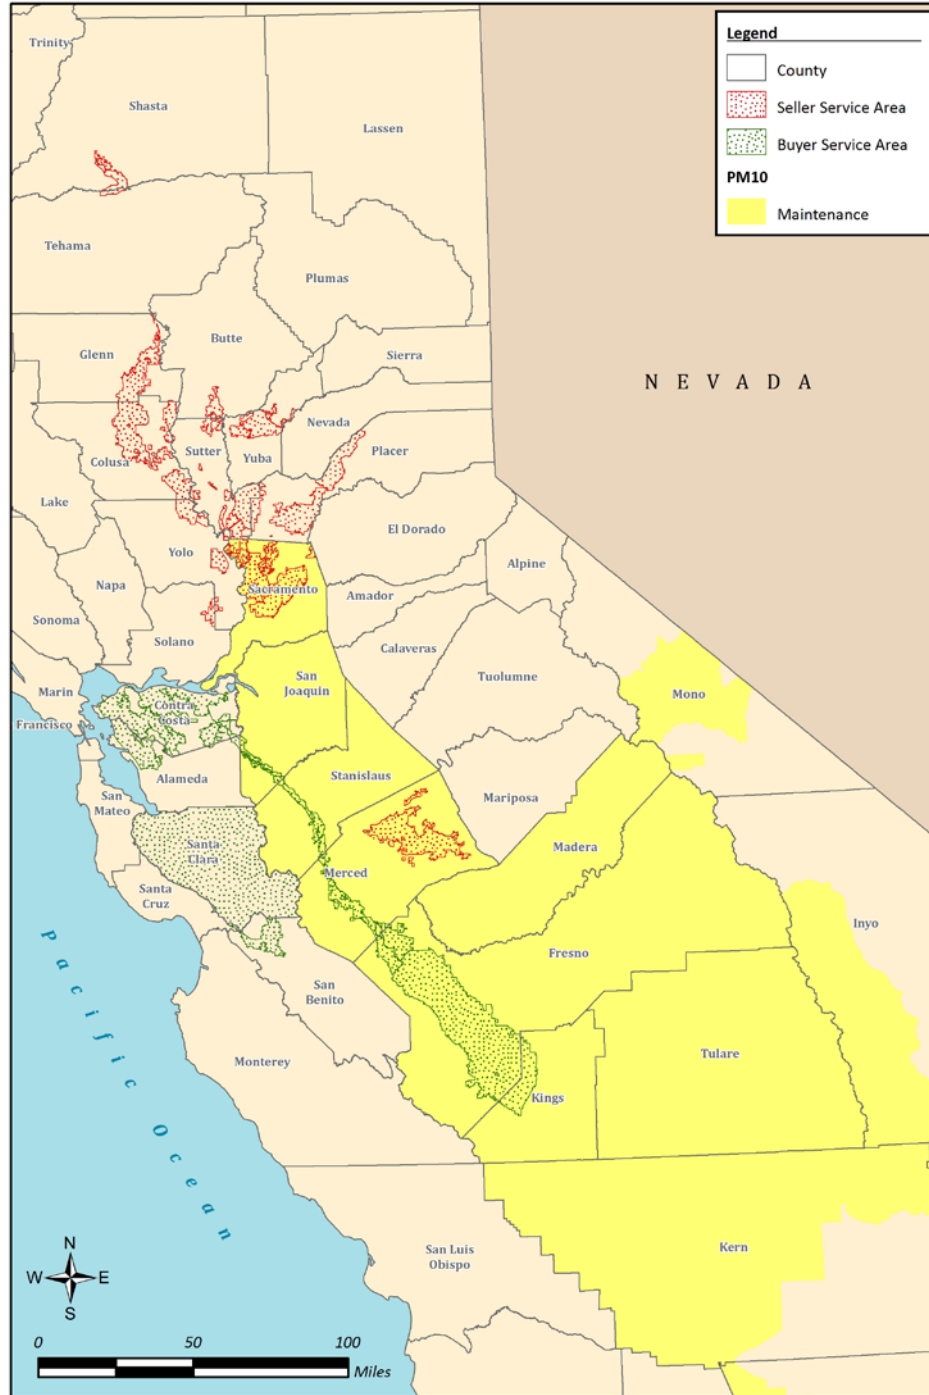 Legend
County
Seller Service Area
Buyer Service Area
PM10
Maintenance
Trinity
Shasta
Lassen
Tehama
Plumas
Butte
Glenn
Sierra
NEVADA
Nevada
Placer
Sutter
Yuba
Colusa
Lake
El Dorado
Yolo
Alpine
Napa
Sacramento
Amador
Sonoma
Solano
Calaveras
Tuolumne
San
Joaquin
Marin
Mono
Contra
Costa
Francisco
Stanislaus
Alameda
Mariposa
San
Mateo
Santa
Clara
Madera
Merced
Santa
Cruz
Inyo
Fresno
San
Benito
Monterey
Tulare
Kings
Pacific Ocean
San Luis
Obispo
Kern
N
W E
S
0 50 100
Miles